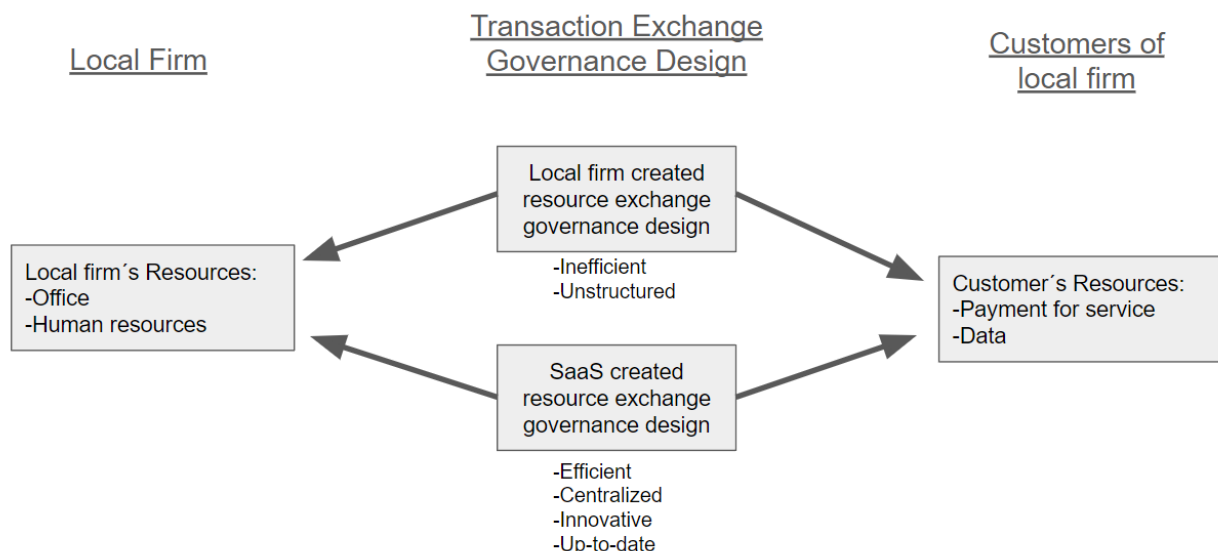 Local Firm
Transaction Exchange
Governance Design
Customers of
local firm
Local firm created
resource exchange
governance design
-Inefficient
-Unstructured
Local firm´s Resources:
-Office
-Human resources
Customer´s Resources:
-Payment for service
-Data
SaaS created
resource exchange
governance design
-Efficient
-Centralized
-Innovative
-Up-to-date